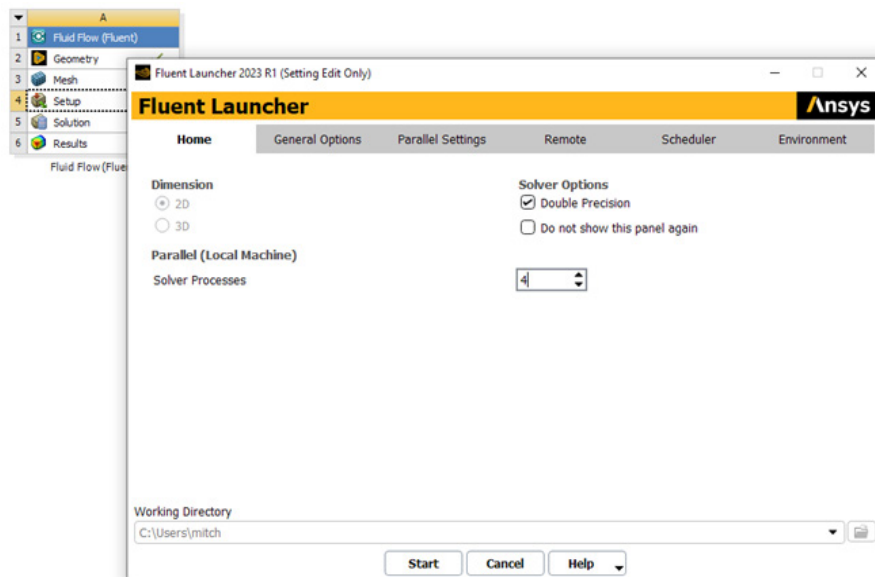 A
1 Fluid Flow (Fluent)
2 Geometry
3 Mesh
4 Setup
5 Solution
6 Results
Fluid Flow (Flue
Fluent Launcher 2023 R1 (Setting Edit Only)
Fluent Launcher
Ansys
Home General Options Parallel Settings Remote Scheduler Environment
Dimension
2D
3D
Solver Options
Double Precision
Do not show this panel again
Parallel (Local Machine)
Solver Processes 4
Working Directory
C:\Users\mitch
Start Cancel Help